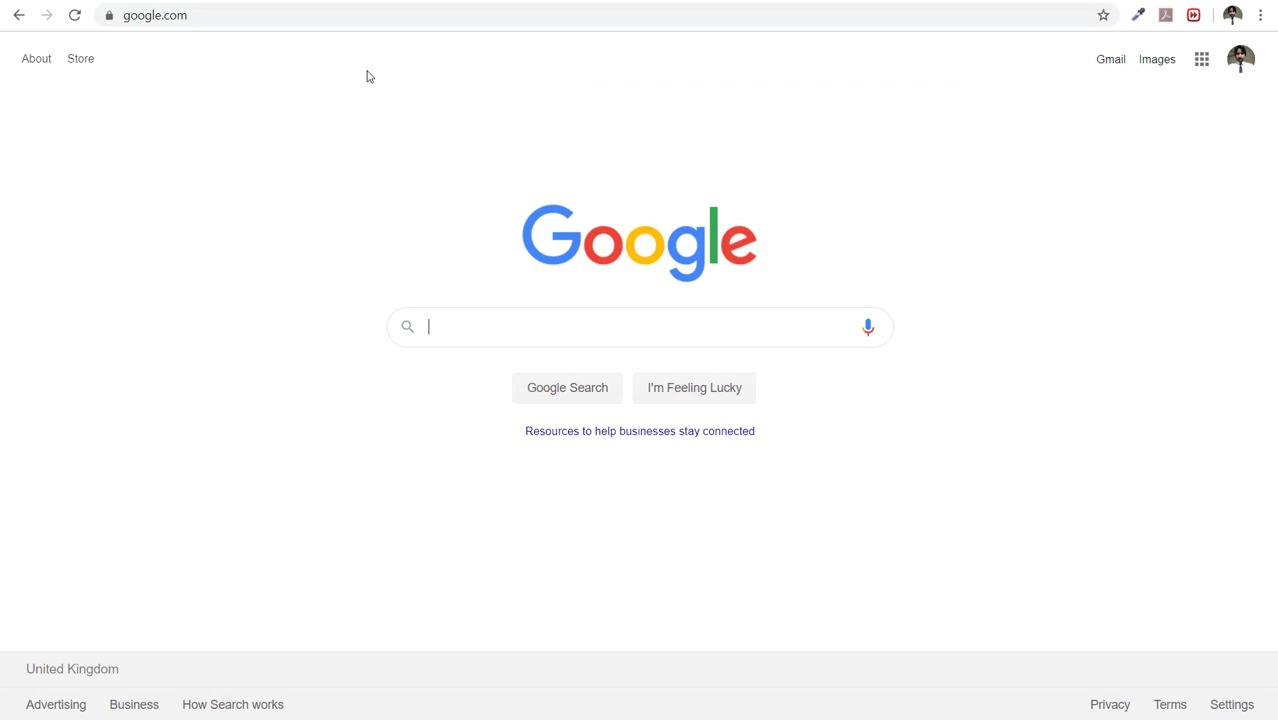 google.com
About Store Gmail Images
Google
Google Search I'm Feeling Lucky
Resources to help businesses stay connected
United Kingdom
Advertising Business How Search works Privacy Terms Settings